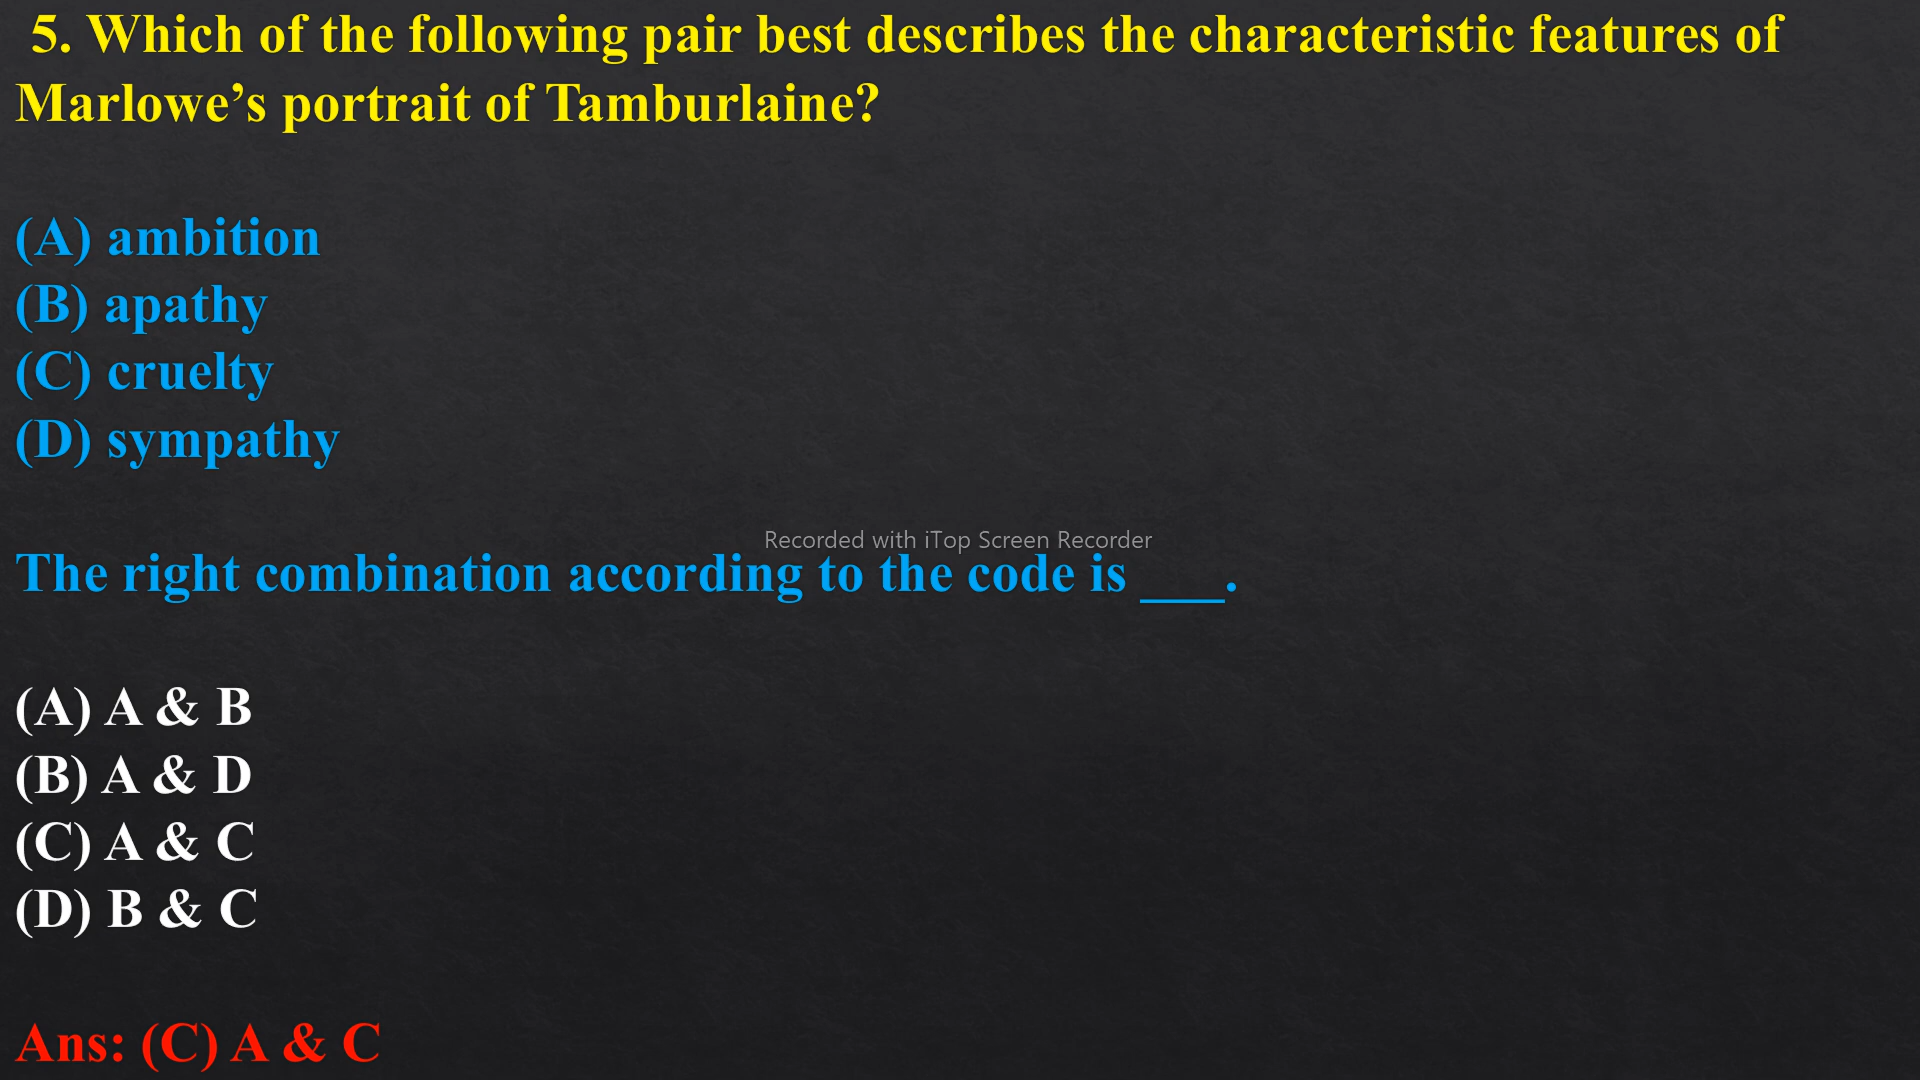 5. Which of the following pair best describes the characteristic features of
Marlowe’s portrait of Tamburlaine?
(A) ambition
(B) apathy
(C) cruelty
(D) sympathy
Recorded with iTop Screen Recorder
The right combination according to the code is ___.
(A) A & B
(B) A & D
(C) A & C
(D) B & C
Ans: (C) A & C